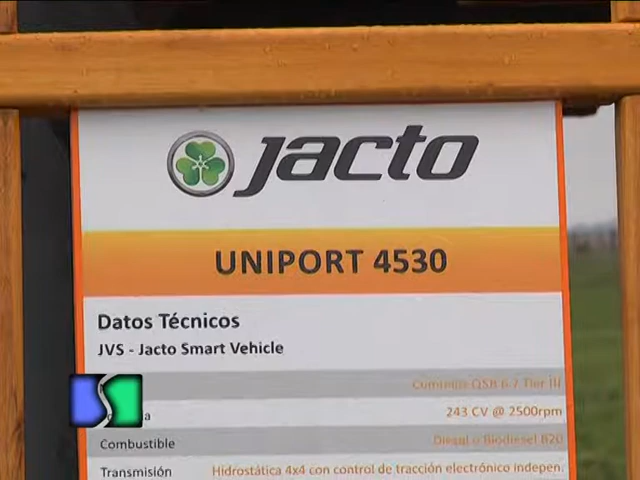 jacto
UNIPORT 4530
Datos Técnicos
JVS - Jacto Smart Vehicle
Cummins QSB 6.7 Tier III
243 CV @ 2500rpm
Combustible Diesel o Biodiesel B20
Transmisión Hidrostática 4x4 con control de tracción electrónico indepen.